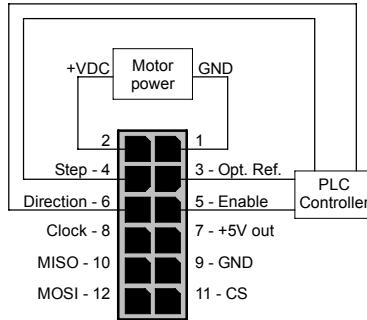 +VDC Motor power GND
2 1
Step - 4 3 - Opt. Ref.
Direction - 6 5 - Enable
PLC Controller
Clock - 8 7 - +5V out
MISO - 10 9 - GND
MOSI - 12 11 - CS